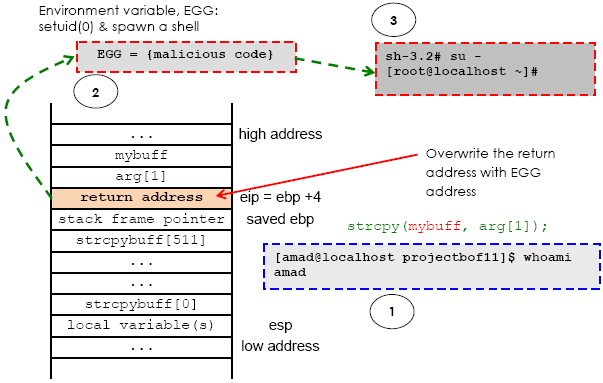 Environment variable, EGG:
setuid(0) & spawn a shell
EGG = {malicious code}
3
sh-3.2# su -
[root@localhost ~]#
2
...
high address
mybuff
arg[1]
return address
eip = ebp +4
Overwrite the return
address with EGG
address
stack frame pointer
saved ebp
strcpybuff[511]
strcpy(mybuff, arg[1]);
...
...
[amad@localhost projectbof11]$ whoami
amad
strcpybuff[0]
1
local variable(s)
esp
...
low address